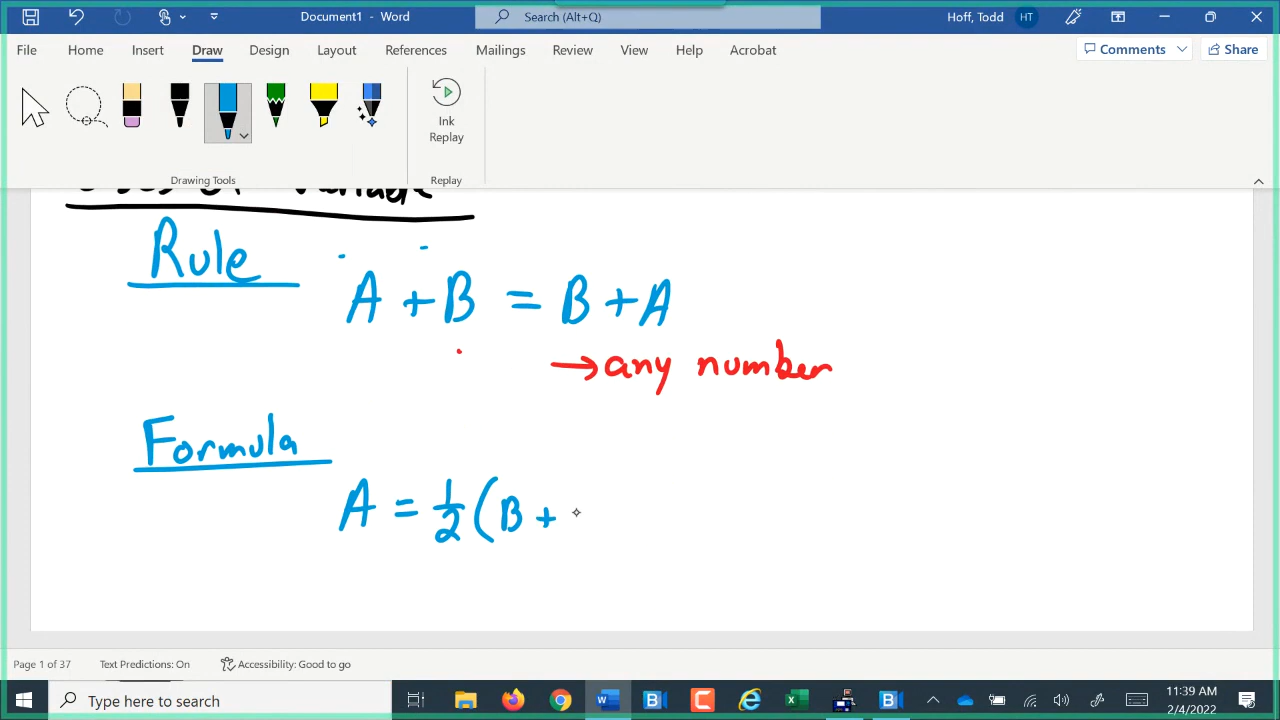 Document1 - Word
Search (Alt+Q)
Hoff, Todd
HT
File Home Insert Draw Design Layout References Mailings Review View Help Acrobat
Comments
Share
Ink
Replay
Drawing Tools
Replay
Rule
A + B = B + A
→ any number
Formula
A = 1/2 (B +
Page 1 of 37
Text Predictions: On
Accessibility: Good to go
Type here to search
11:39 AM
2/4/2022